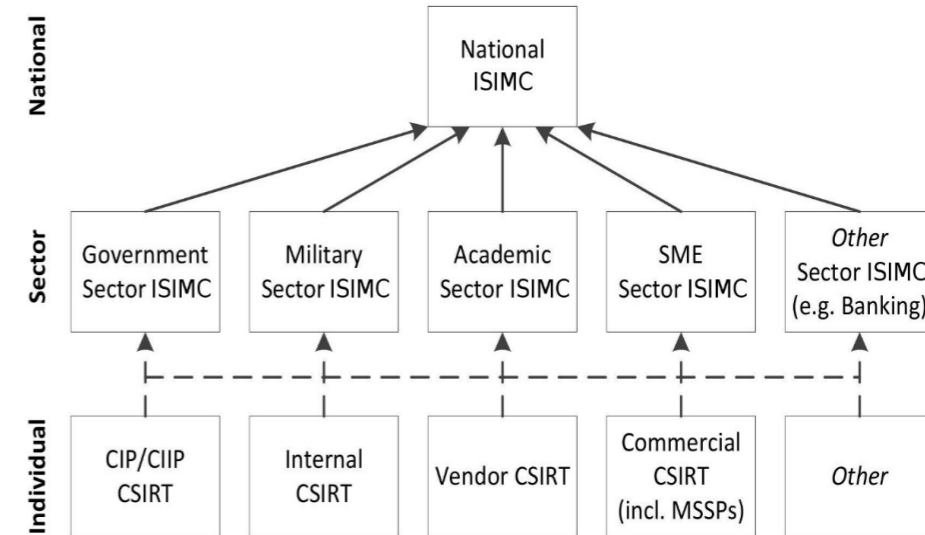 National
National
ISIMC
Sector
Government
Sector ISIMC
Military
Sector ISIMC
Academic
Sector ISIMC
SME
Sector ISIMC
Other
Sector ISIMC
(e.g. Banking)
Individual
CIP/CIIP
CSIRT
Internal
CSIRT
Vendor CSIRT
Commercial
CSIRT
(incl. MSSPs)
Other